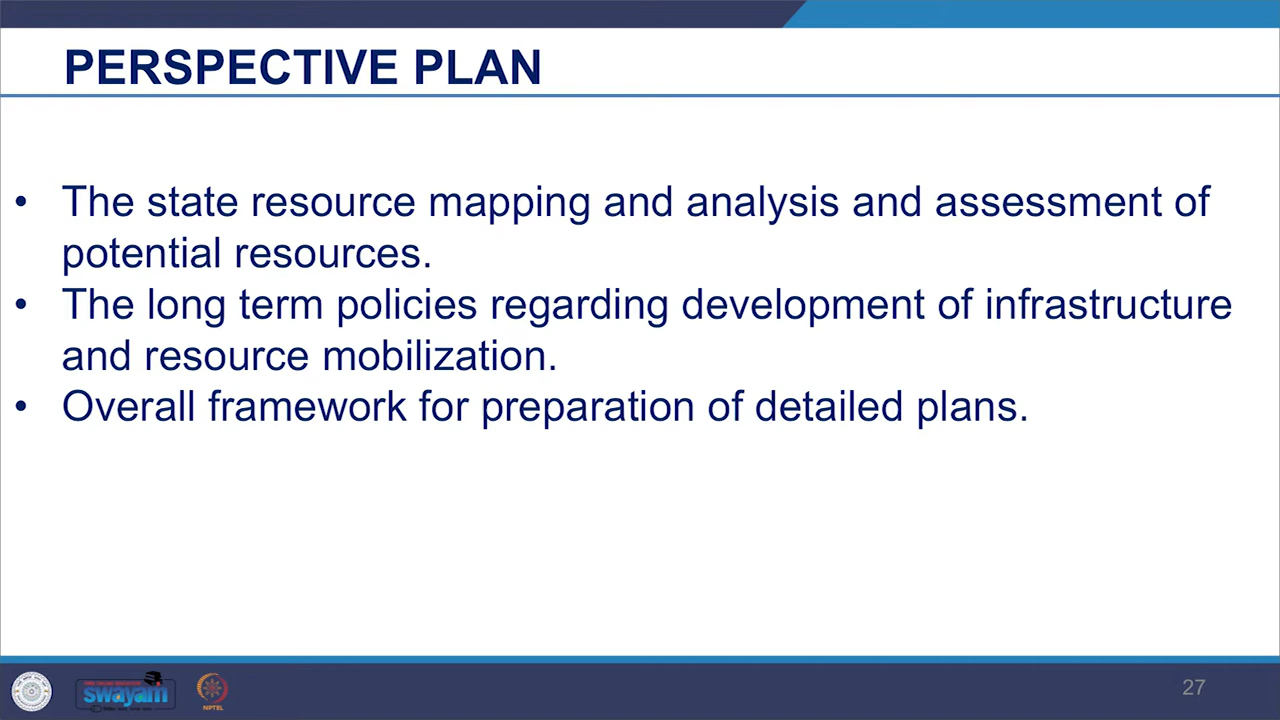 PERSPECTIVE PLAN
• The state resource mapping and analysis and assessment of
potential resources.
• The long term policies regarding development of infrastructure
and resource mobilization.
• Overall framework for preparation of detailed plans.
swayam
NPTEL
27